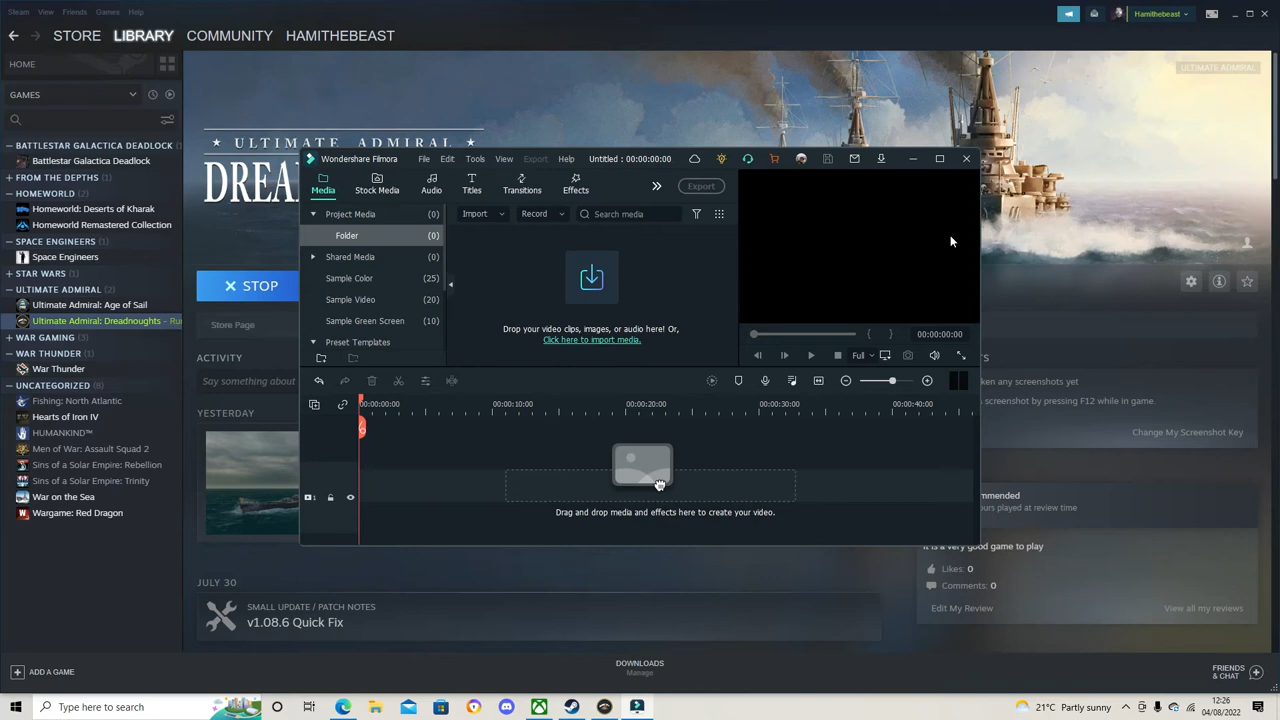 Steam View Friends Games Help
Hamithebeast
STORE LIBRARY COMMUNITY HAMITHEBEAST
HOME
GAMES
BATTLESTAR GALACTICA DEADLOCK
Battlestar Galactica Deadlock
FROM THE DEPTHS (1)
HOMEWORLD (2)
Homeworld: Deserts of Kharak
Homeworld Remastered Collection
SPACE ENGINEERS (1)
Space Engineers
STAR WARS (1)
ULTIMATE ADMIRAL (2)
Ultimate Admiral: Age of Sail
Ultimate Admiral: Dreadnoughts - Ru
WAR GAMING (3)
WAR THUNDER (1)
War Thunder
UNCATEGORIZED (8)
Fishing: North Atlantic
Hearts of Iron IV
HUMANKIND™
Men of War: Assault Squad 2
Sins of a Solar Empire: Rebellion
Sins of a Solar Empire: Trinity
War on the Sea
Wargame: Red Dragon
ADD A GAME
ULTIMATE ADMIRAL
ULTIMATE ADMIRAL
DREA
STOP
Store Page
ACTIVITY
Say something about
YESTERDAY
JULY 30
SMALL UPDATE / PATCH NOTES
v1.08.6 Quick Fix
Wondershare Filmora File Edit Tools View Export Help Untitled : 00:00:00:00
Media Stock Media Audio Titles Transitions Effects Export
Project Media (0)
Folder (0)
Shared Media (0)
Sample Color (25)
Sample Video (20)
Sample Green Screen (10)
Preset Templates
Import Record Search media
Drop your video clips, images, or audio here! Or,
Click here to import media.
00:00:00:00
Full
00:00:00:00 00:00:10:00 00:00:20:00 00:00:30:00 00:00:40:00
1
Drag and drop media and effects here to create your video.
ken any screenshots yet
screenshot by pressing F12 while in game.
Change My Screenshot Key
mmended
ours played at review time
It is a very good game to play
Likes: 0
Comments: 0
Edit My Review View all my reviews
DOWNLOADS
Manage
FRIENDS
& CHAT
Type here to search
21°C Partly sunny
12:26
04/08/2022